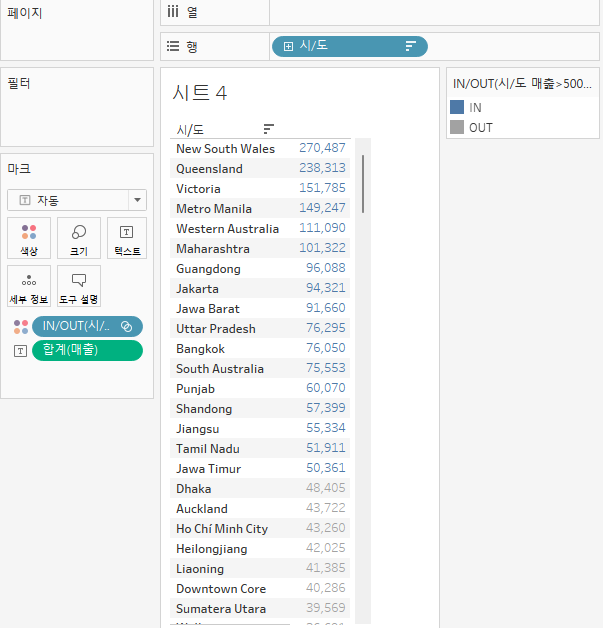 페이지
열
행
시/도
필터
시트 4
IN/OUT(시/도 매출>500...
IN
OUT
시/도
New South Wales 270,487
Queensland 238,313
Victoria 151,785
Metro Manila 149,247
Western Australia 111,090
Maharashtra 101,322
Guangdong 96,088
Jakarta 94,321
Jawa Barat 91,660
Uttar Pradesh 76,295
Bangkok 76,050
South Australia 75,553
Punjab 60,070
Shandong 57,399
Jiangsu 55,334
Tamil Nadu 51,911
Jawa Timur 50,361
Dhaka 48,405
Auckland 43,722
Ho Chí Minh City 43,260
Heilongjiang 42,025
Liaoning 41,385
Downtown Core 40,286
Sumatera Utara 39,569
마크
자동
색상
크기
텍스트
세부 정보
도구 설명
IN/OUT(시/..
합계(매출)